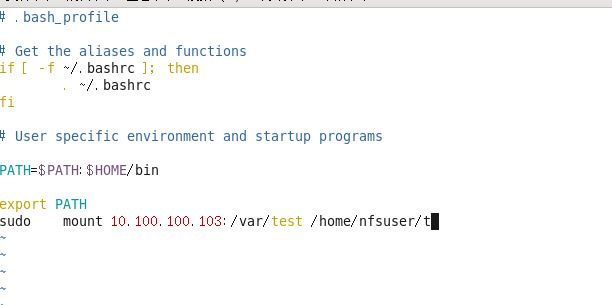 # .bash_profile
# Get the aliases and functions
if [ -f ~/.bashrc ]; then
. ~/.bashrc
fi
# User specific environment and startup programs
PATH=$PATH:$HOME/bin
export PATH
sudo mount 10.100.100.103:/var/test /home/nfsuser/t
~
~
~
~